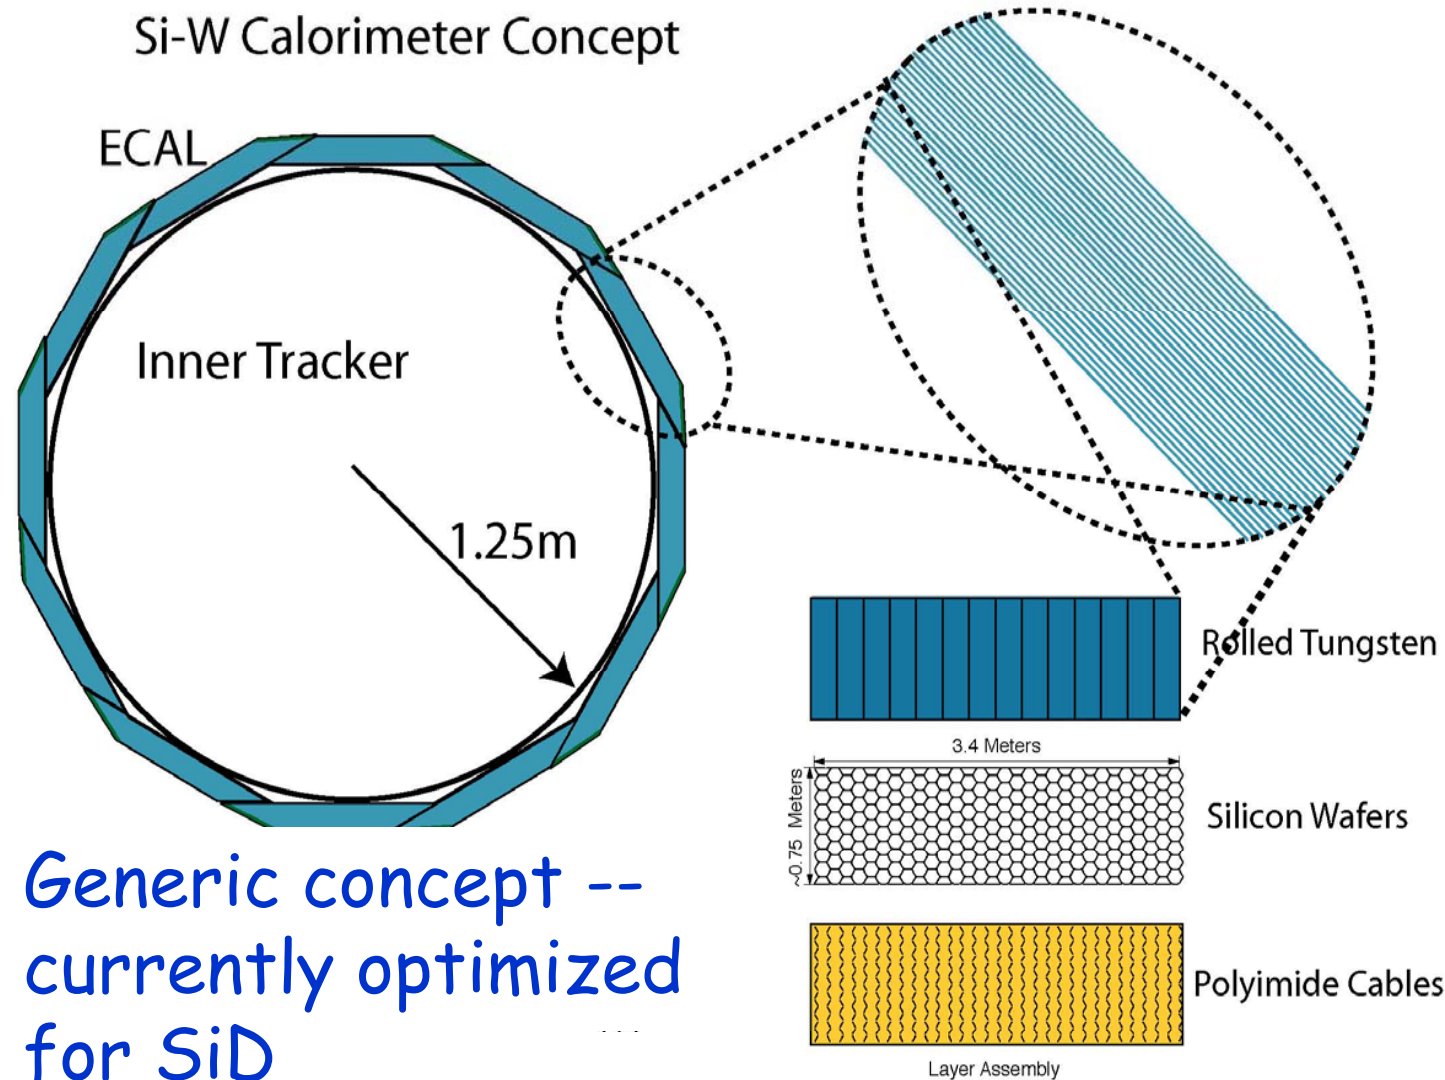 Si-W Calorimeter Concept
ECAL
Inner Tracker
1.25m
Rolled Tungsten
3.4 Meters
~0.75 Meters
Silicon Wafers
Polyimide Cables
Layer Assembly
Generic concept --
currently optimized
for SiD